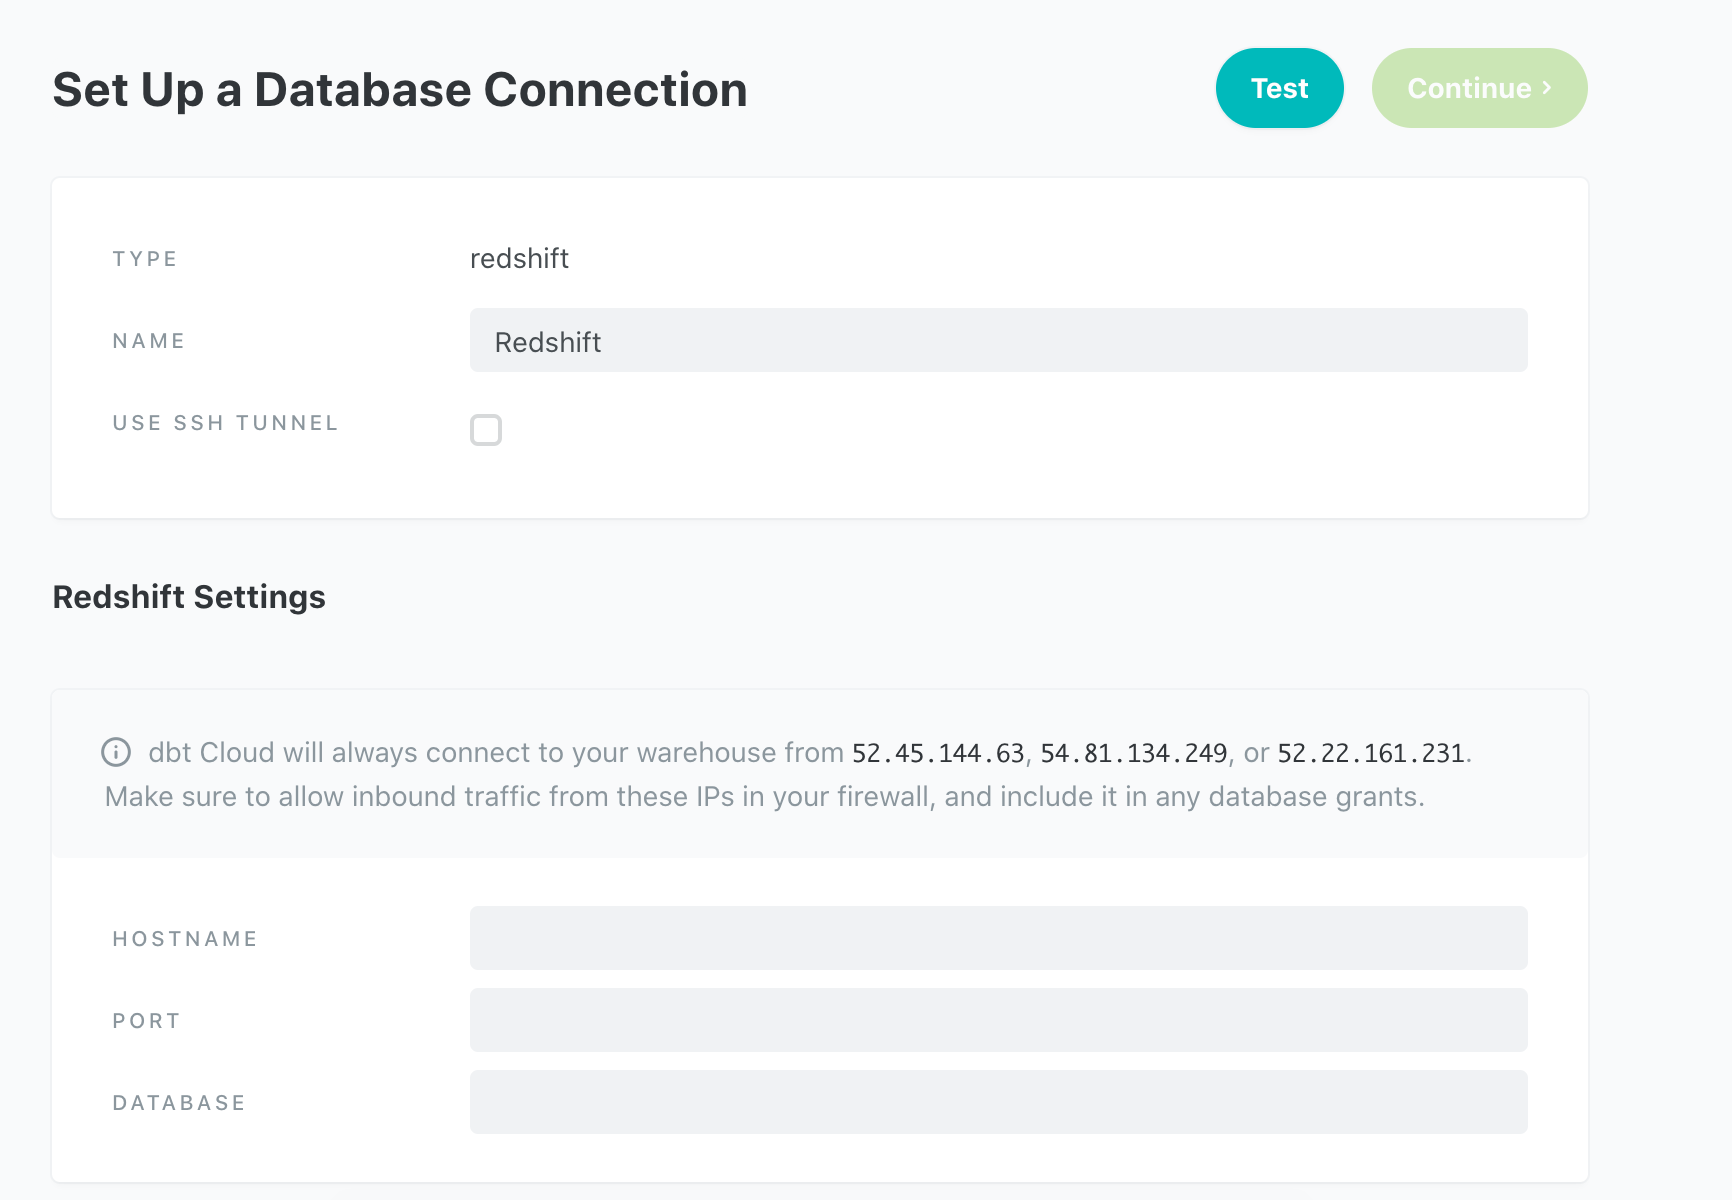 Set Up a Database Connection
Test
Continue ›
TYPE
redshift
NAME
Redshift
USE SSH TUNNEL
Redshift Settings
dbt Cloud will always connect to your warehouse from 52.45.144.63, 54.81.134.249, or 52.22.161.231.
Make sure to allow inbound traffic from these IPs in your firewall, and include it in any database grants.
HOSTNAME
PORT
DATABASE